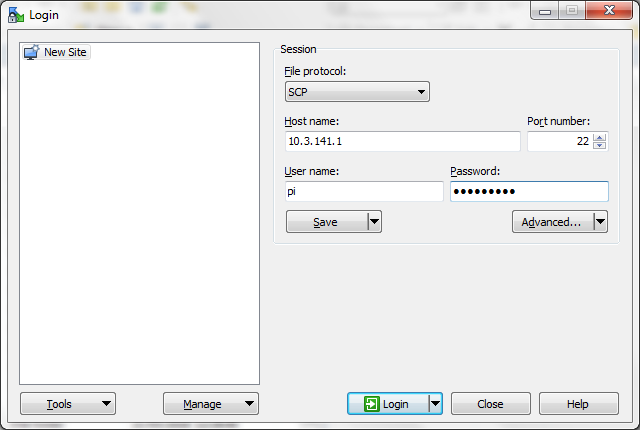 Login
New Site
Session
File protocol:
SCP
Host name:
Port number:
10.3.141.1
22
User name:
Password:
pi
●●●●●●●●●
Save
Advanced...
Tools
Manage
Login
Close
Help